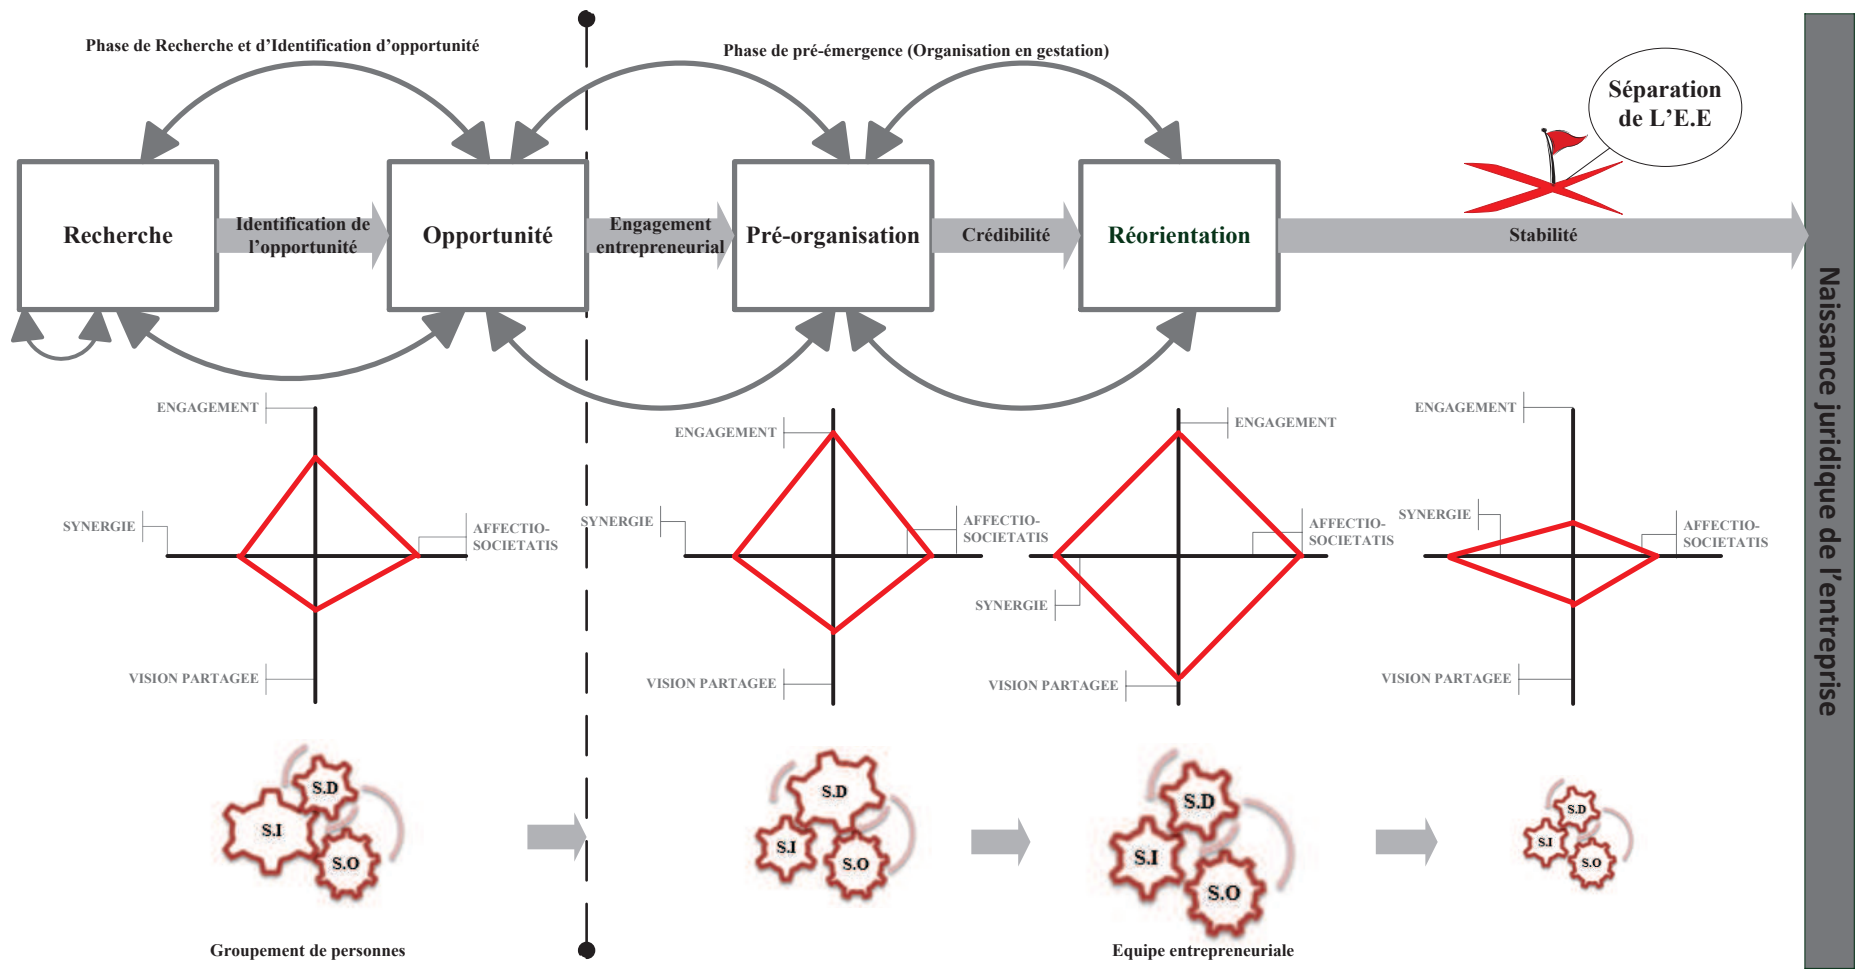 Phase de Recherche et d'Identification d'opportunité
Phase de pré-émergence (Organisation en gestation)
Séparation
de L'E.E
Recherche
Identification de
l'opportunité
Opportunité
Engagement
entrepreneurial
Pré-organisation
Crédibilité
Réorientation
Stabilité
Naissance juridique de l'entreprise
ENGAGEMENT
SYNERGIE
AFFECTIO-
SOCIETATIS
VISION PARTAGEE
ENGAGEMENT
SYNERGIE
AFFECTIO-
SOCIETATIS
VISION PARTAGEE
ENGAGEMENT
AFFECTIO-
SOCIETATIS
SYNERGIE
VISION PARTAGEE
ENGAGEMENT
SYNERGIE
AFFECTIO-
SOCIETATIS
VISION PARTAGEE
S.D
S.I
S.O
S.D
S.I
S.O
S.D
S.I
S.O
S.D
S.I
S.O
Groupement de personnes
Equipe entrepreneuriale